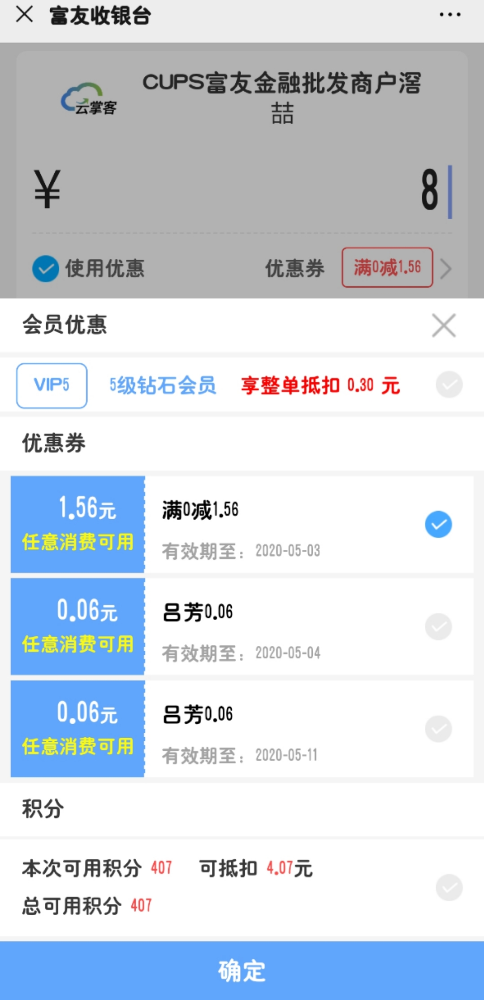 富友收银台
云掌客
CUPS富友金融批发商户滘
喆
¥ 8
使用优惠 优惠券 满0减1.56
会员优惠
VIP5 5级钻石会员 享整单抵扣 0.30 元
优惠券
1.56元
任意消费可用
满0减1.56
有效期至：2020-05-03
0.06元
任意消费可用
吕芳0.06
有效期至：2020-05-04
0.06元
任意消费可用
吕芳0.06
有效期至：2020-05-11
积分
本次可用积分 407 可抵扣 4.07元
总可用积分 407
确定